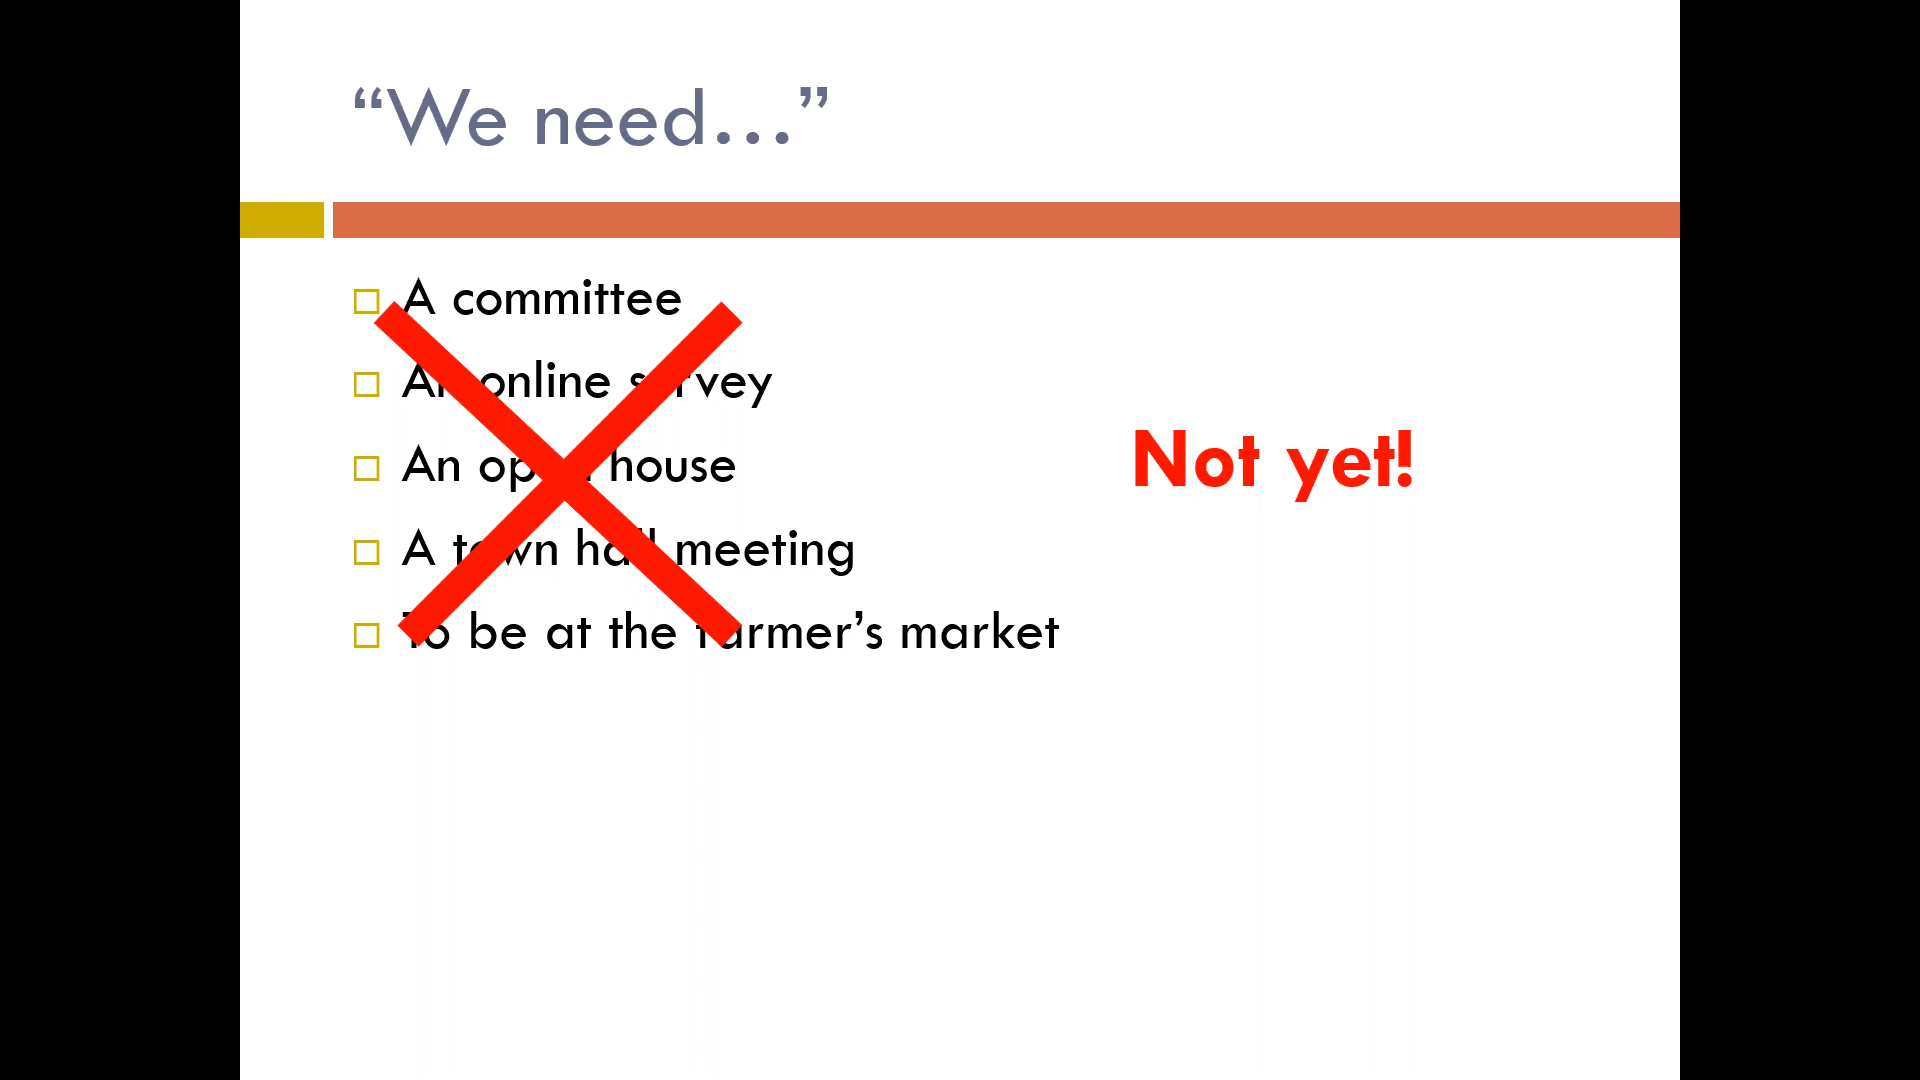 “We need…”
A committee
An online survey
An open house
A town hall meeting
To be at the farmer’s market
Not yet!